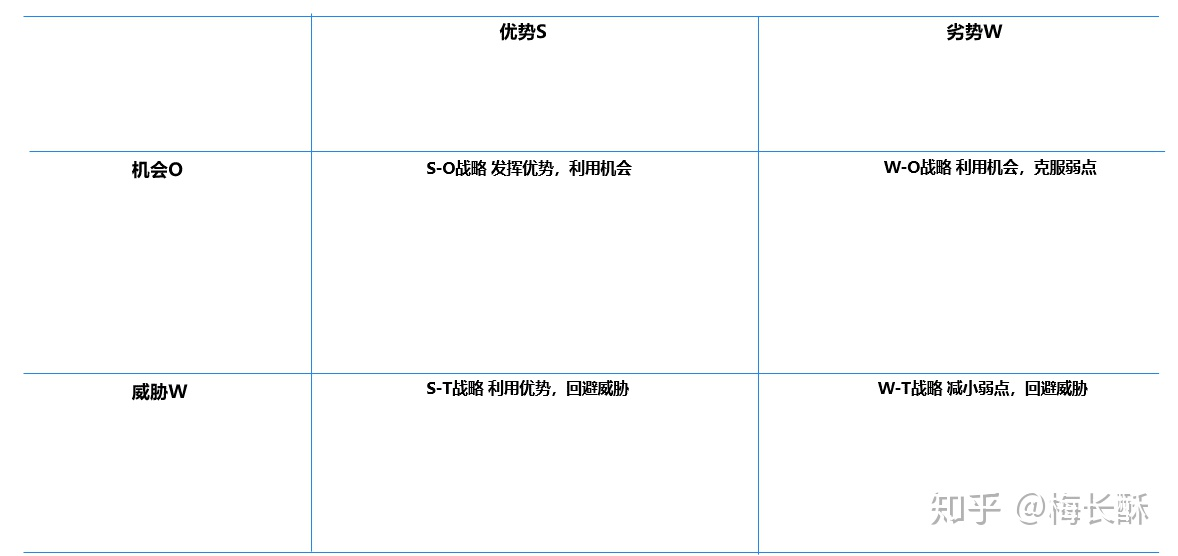 优势S
劣势W
机会O
S-O战略 发挥优势，利用机会
W-O战略 利用机会，克服弱点
威胁W
S-T战略 利用优势，回避威胁
W-T战略 减小弱点，回避威胁
知乎 @梅长酥